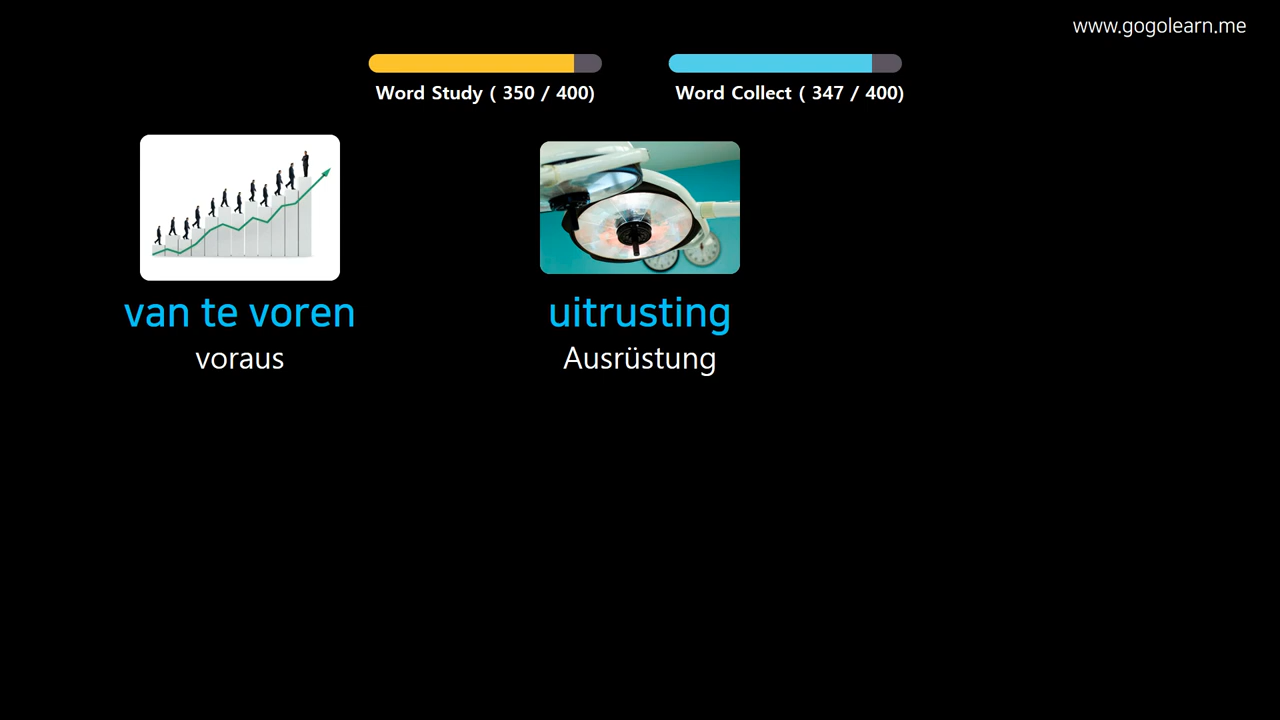 www.gogolearn.me
Word Study ( 350 / 400)
Word Collect ( 347 / 400)
van te voren
voraus
uitrusting
Ausrüstung